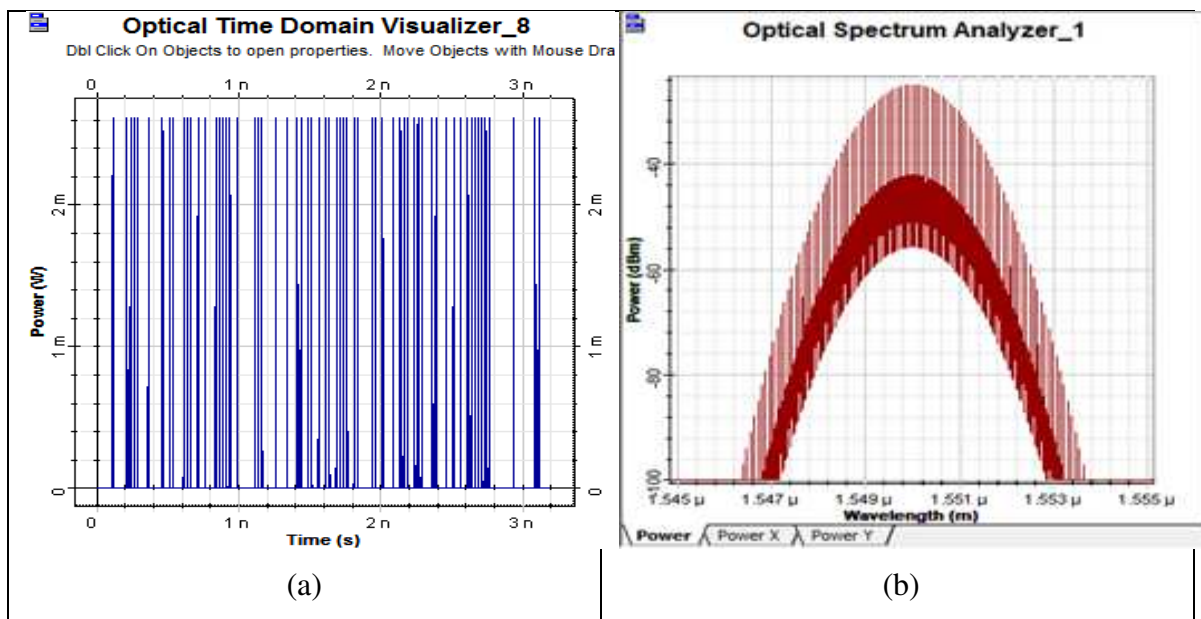 Optical Time Domain Visualizer_8
Dbl Click On Objects to open properties. Move Objects with Mouse Dra
0 1 n 2 n 3 n
Power (W)
2 m 2 m
1 m 1 m
0 0
0 1 n 2 n 3 n
Time (s)
(a)
Optical Spectrum Analyzer_1
Power (dBm)
-40
-60
-80
-100
1.545 µ 1.547 µ 1.549 µ 1.551 µ 1.553 µ 1.555 µ
Wavelength (m)
Power Power X Power Y
(b)